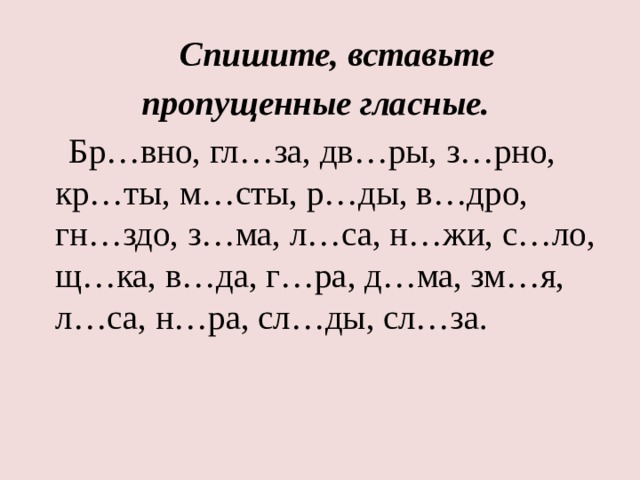 Спишите, вставьте
пропущенные гласные.
Бр…вно, гл…за, дв…ры, з…рно,
кр…ты, м…сты, р…ды, в…дро,
гн…здо, з…ма, л…са, н…жи, с…ло,
щ…ка, в…да, г…ра, д…ма, зм…я,
л…са, н…ра, сл…ды, сл…за.